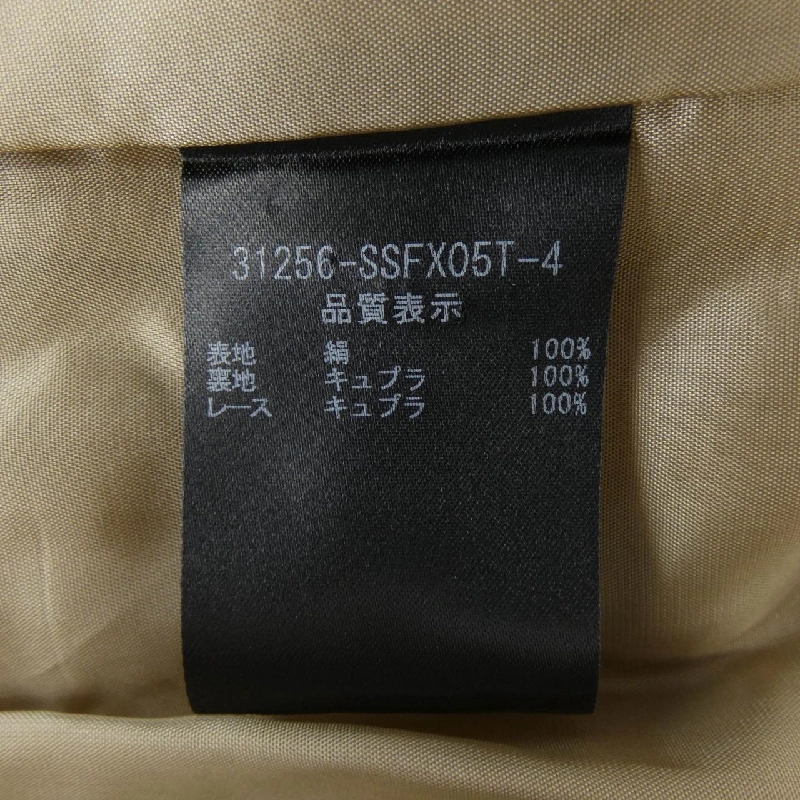 31256-SSFX05T-4
品質表示
表地 絹 100%
裏地 キュプラ 100%
レース キュプラ 100%